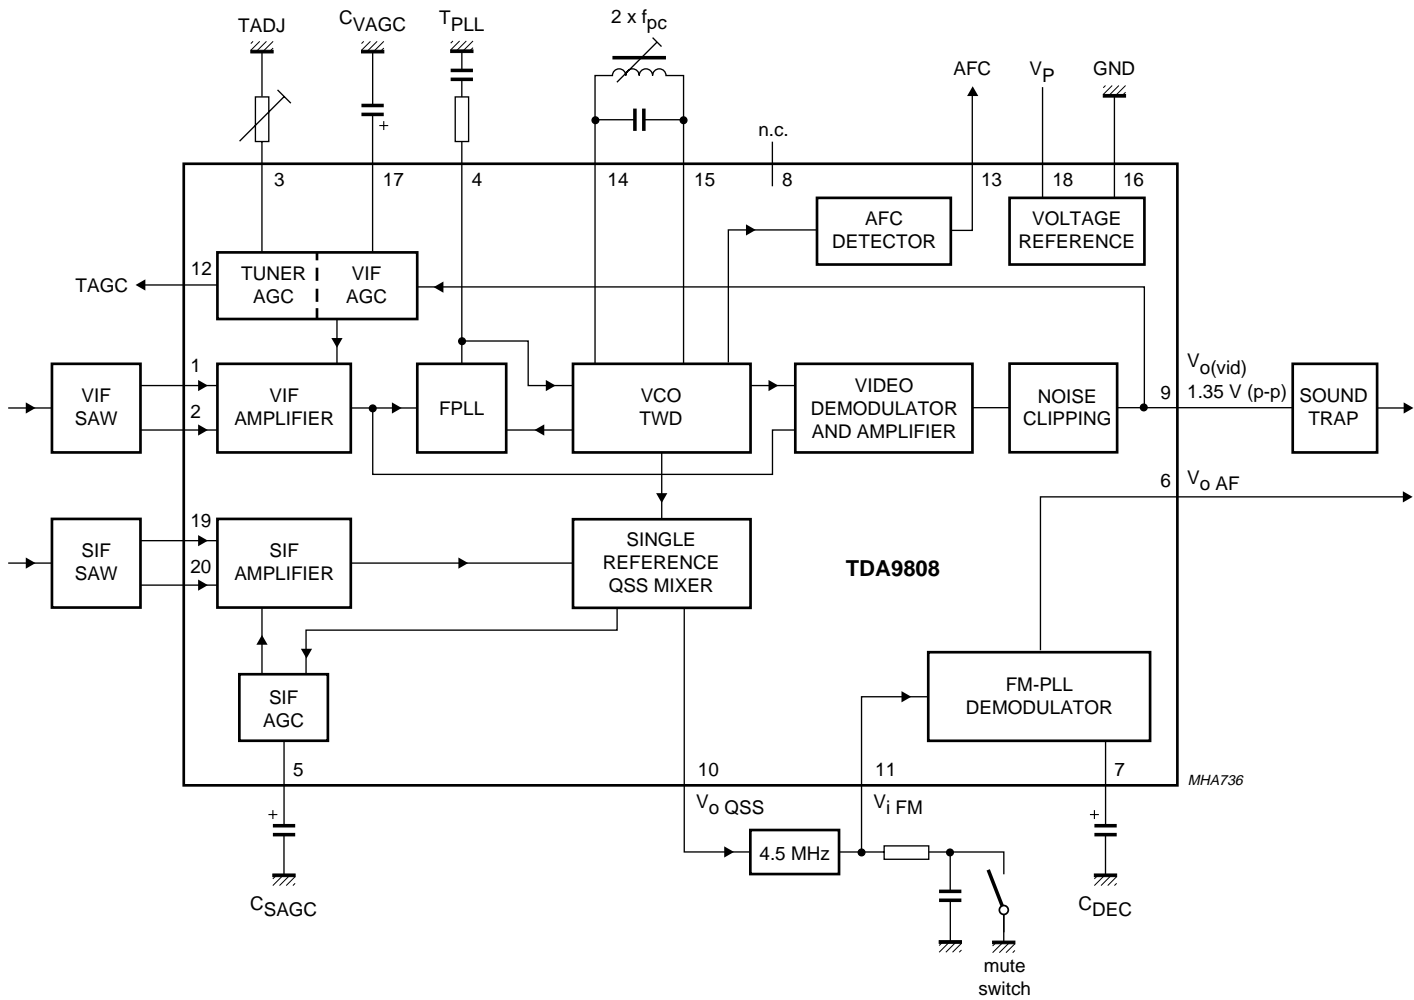 TADJ
CVAGC
TPLL
2 x fpc
AFC
VP
GND
n.c.
3
17
4
14
15
8
13
18
16
AFC
DETECTOR
VOLTAGE
REFERENCE
12
TAGC
TUNER
AGC
VIF
AGC
1
2
VIF
SAW
VIF
AMPLIFIER
FPLL
VCO
TWD
VIDEO
DEMODULATOR
AND AMPLIFIER
NOISE
CLIPPING
9
Vo(vid)
1.35 V (p-p)
SOUND
TRAP
6
Vo AF
19
20
SIF
SAW
SIF
AMPLIFIER
SINGLE
REFERENCE
QSS MIXER
TDA9808
SIF
AGC
FM-PLL
DEMODULATOR
5
10
11
7
MHA736
Vo QSS
Vi FM
+
+
+
4.5 MHz
CSAGC
CDEC
mute
switch